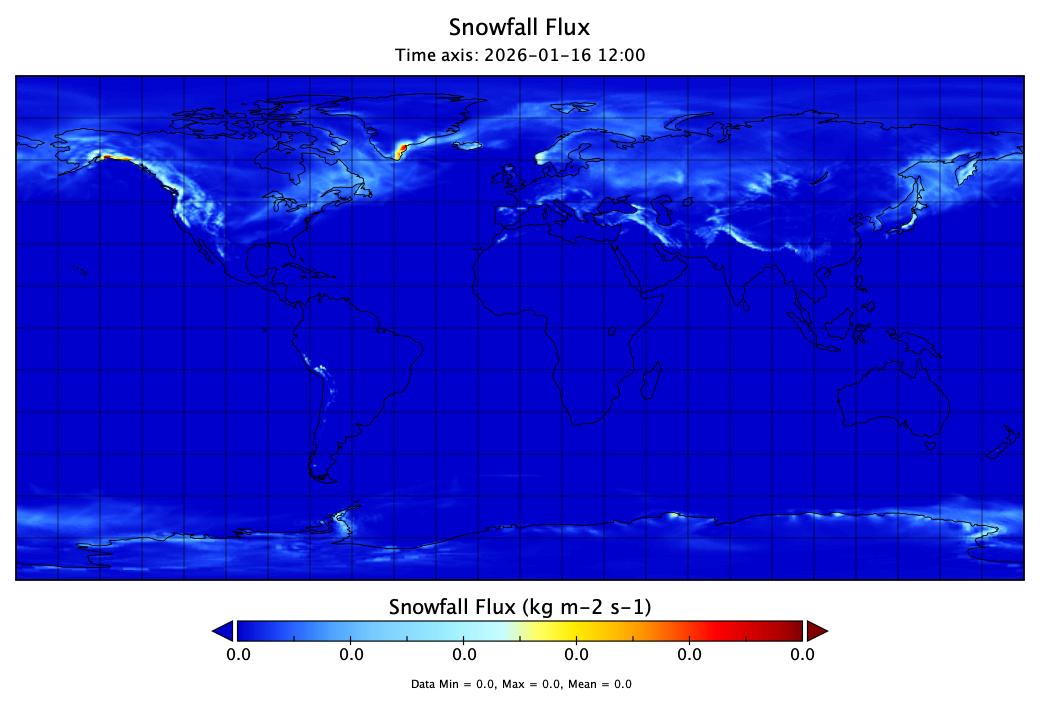 Snowfall Flux
Time axis: 2026−01−16 12:00
Snowfall Flux (kg m−2 s−1)
0.0 0.0 0.0 0.0 0.0 0.0
Data Min = 0.0, Max = 0.0, Mean = 0.0